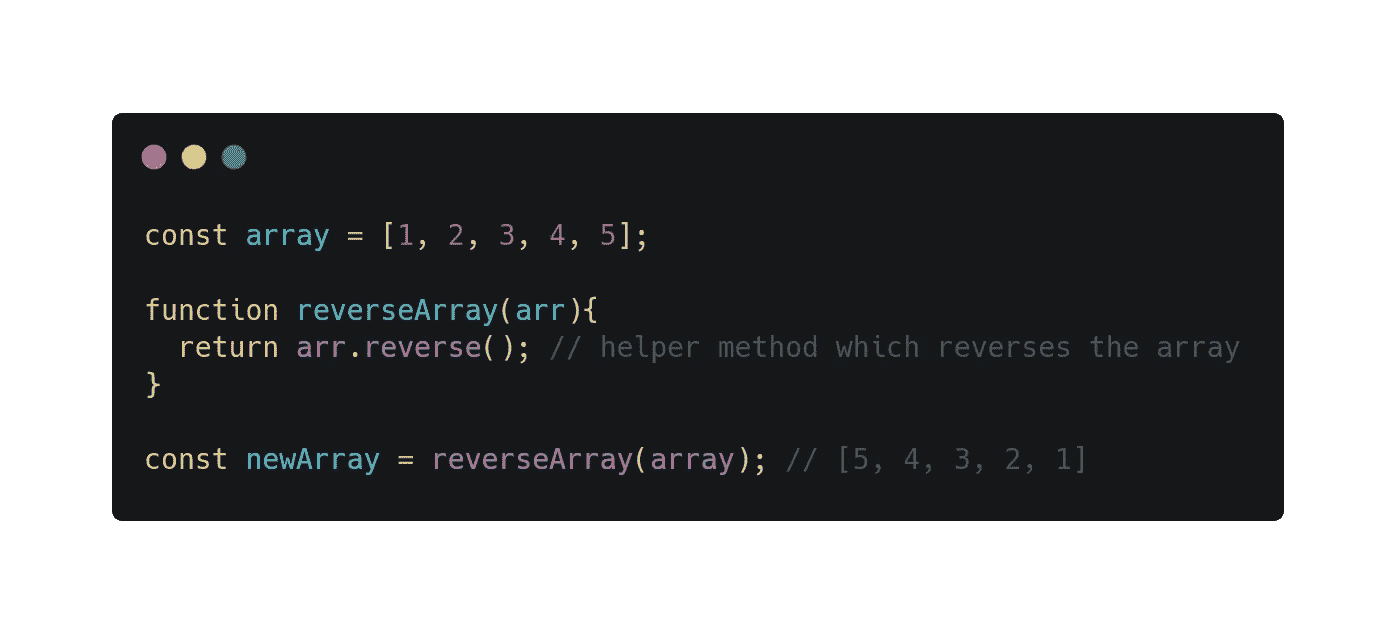 const array = [1, 2, 3, 4, 5];
function reverseArray(arr){
  return arr.reverse(); // helper method which reverses the array
}
const newArray = reverseArray(array); // [5, 4, 3, 2, 1]